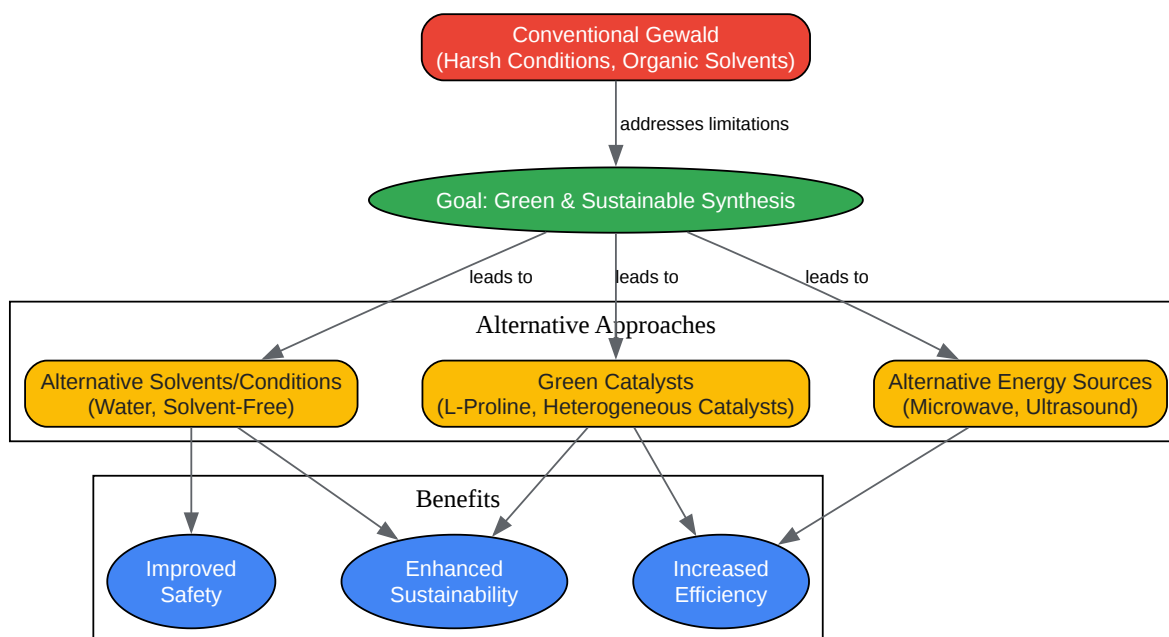 Conventional Gewald
(Harsh Conditions, Organic Solvents)
addresses limitations
Goal: Green & Sustainable Synthesis
leads to
leads to
leads to
Alternative Approaches
Alternative Solvents/Conditions
(Water, Solvent-Free)
Green Catalysts
(L-Proline, Heterogeneous Catalysts)
Alternative Energy Sources
(Microwave, Ultrasound)
Benefits
Improved
Safety
Enhanced
Sustainability
Increased
Efficiency